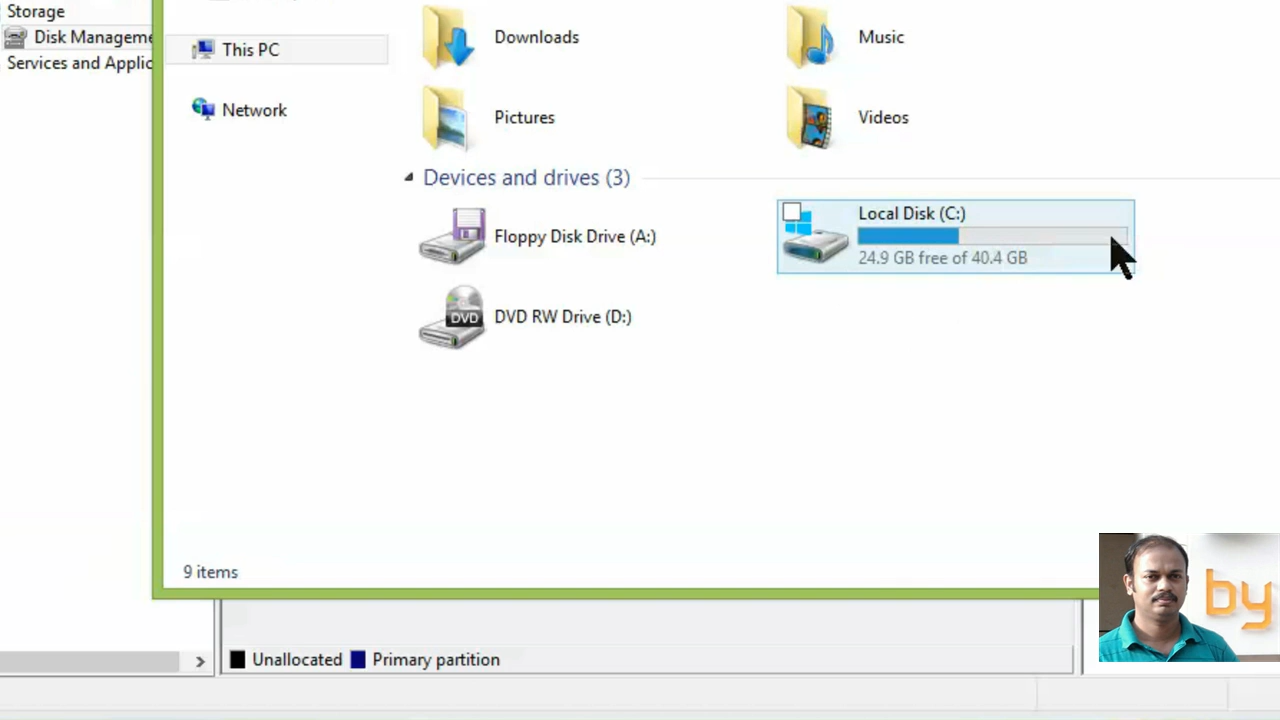 Storage
Disk Manageme
Services and Applic
This PC
Network
Downloads
Music
Pictures
Videos
Devices and drives (3)
Floppy Disk Drive (A:)
Local Disk (C:)
24.9 GB free of 40.4 GB
DVD
DVD RW Drive (D:)
9 items
Unallocated
Primary partition
by